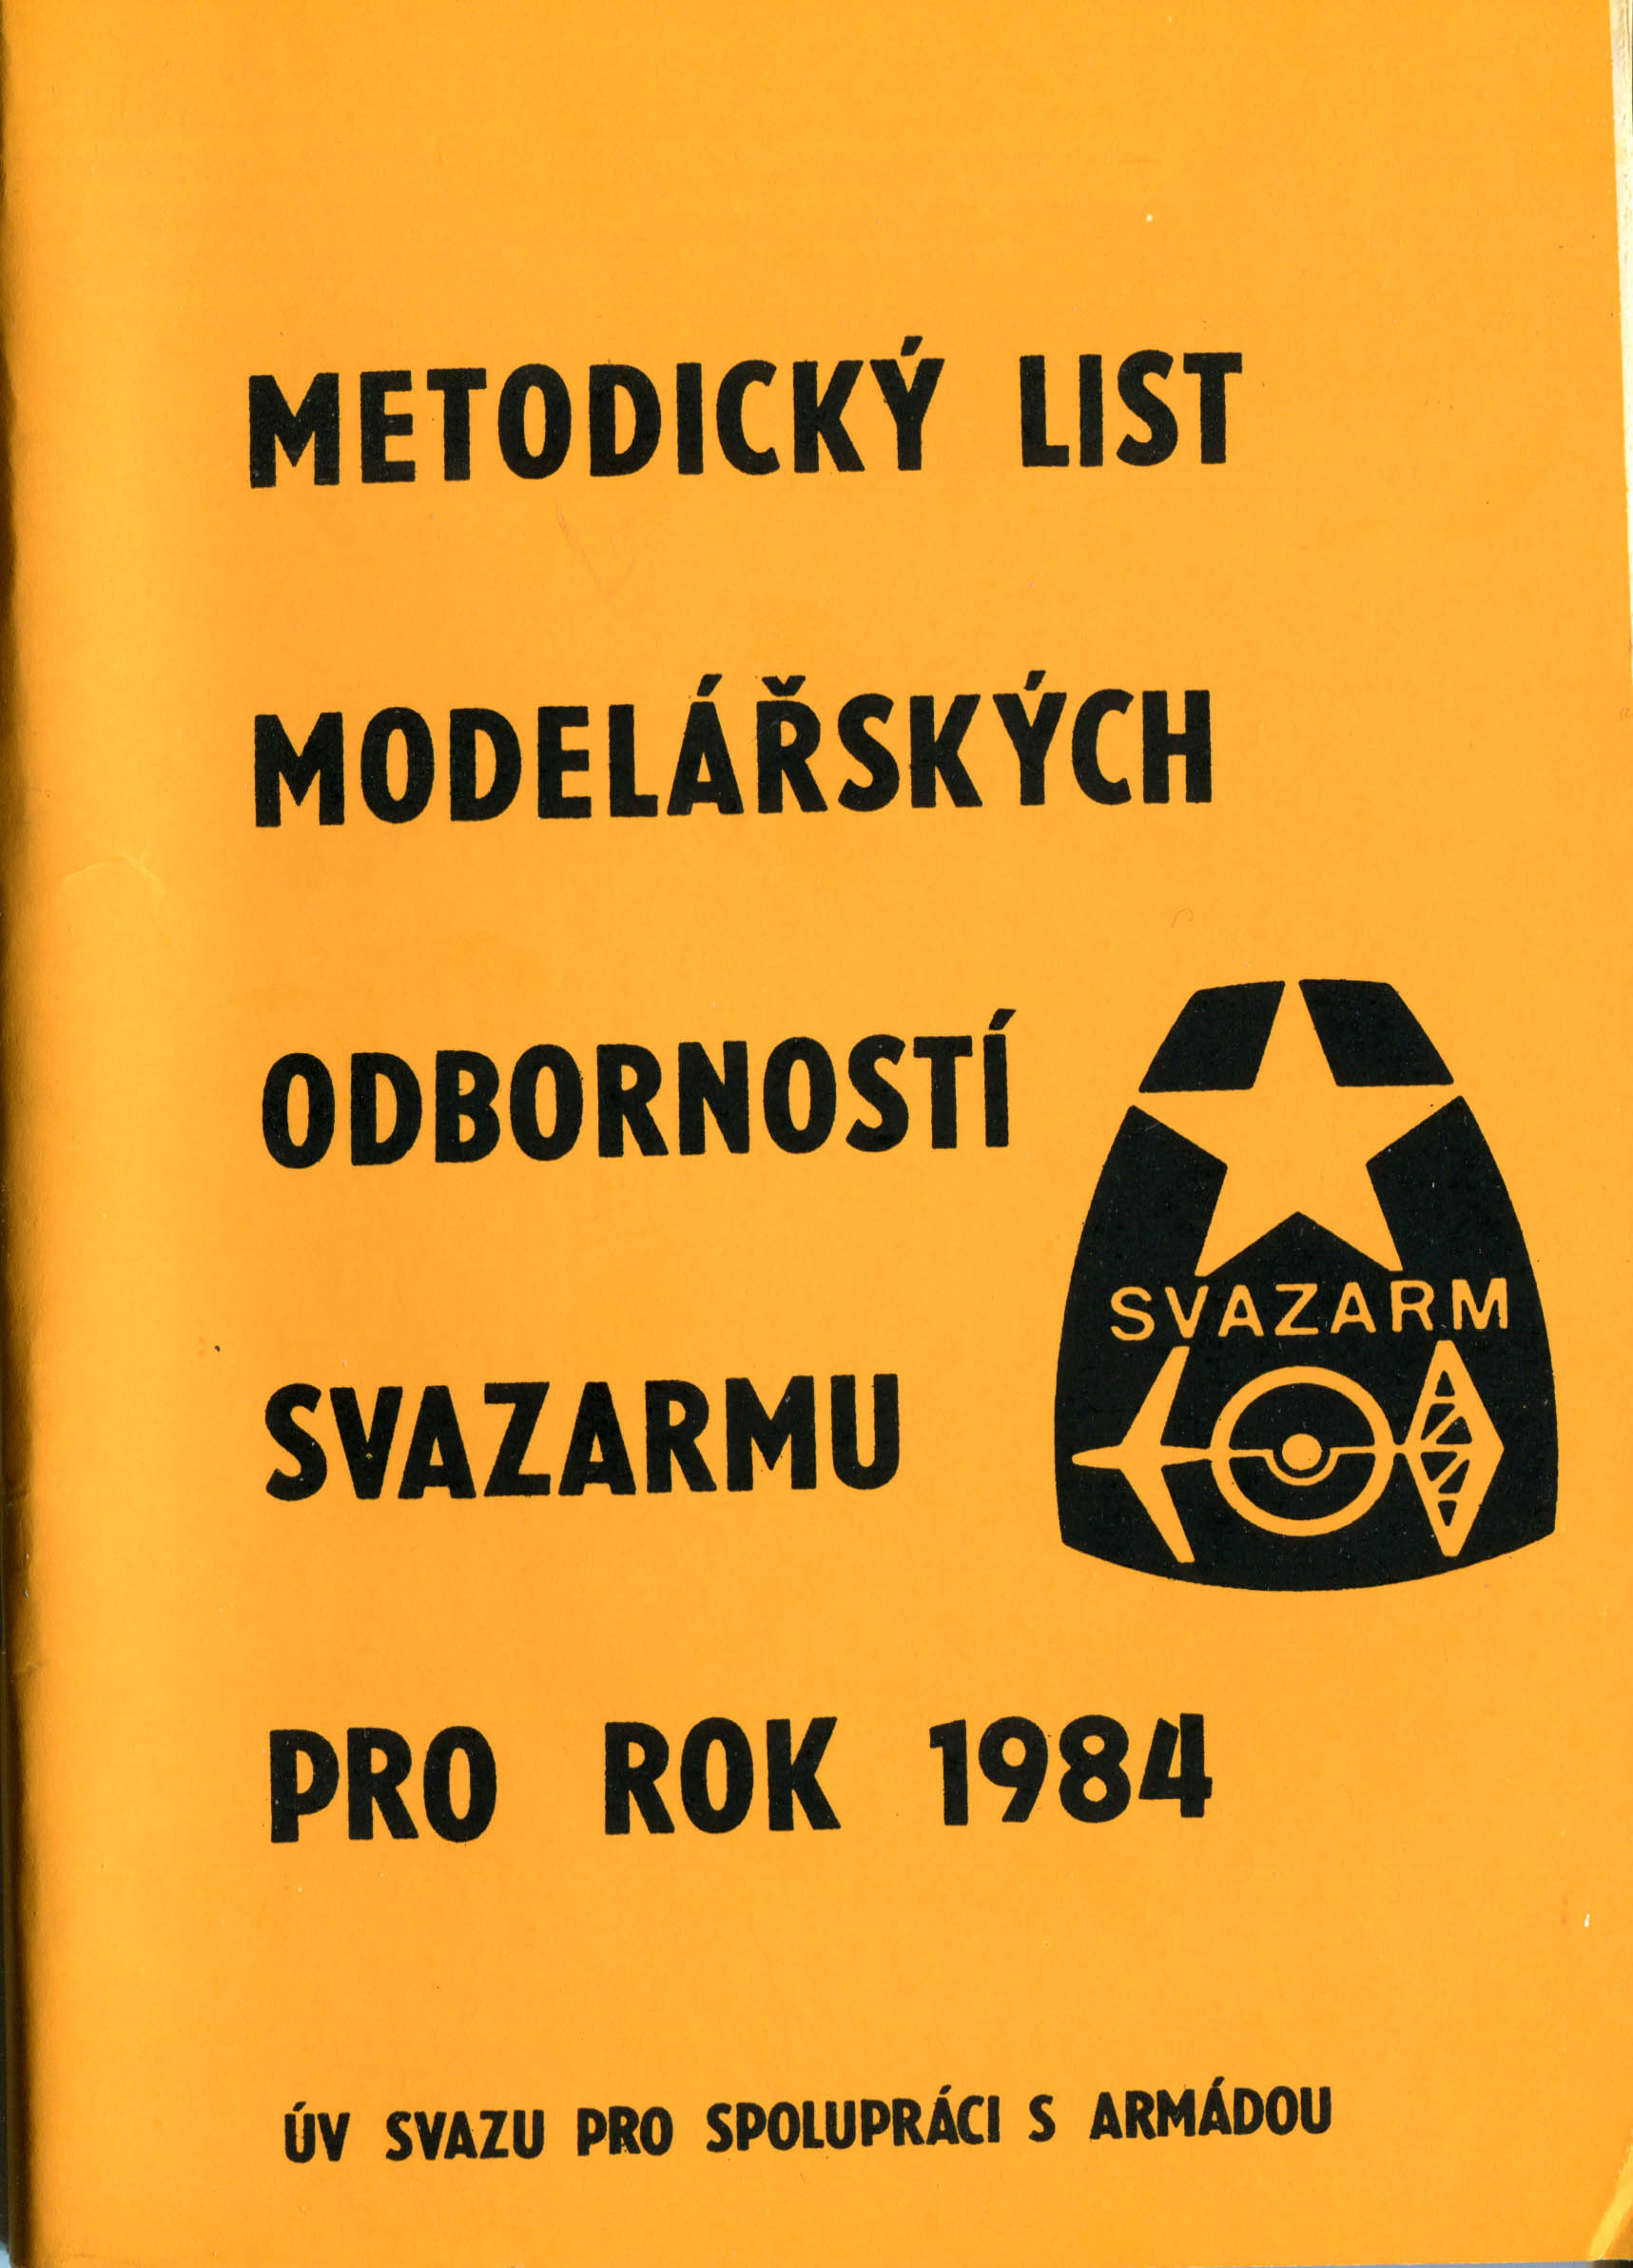 METODICKÝ LIST
MODELÁŘSKÝCH
ODBORNOSTÍ
SVAZARM
SVAZARMU
PRO ROK 1984
ÚV SVAZU PRO SPOLUPRÁCI S ARMÁDOU